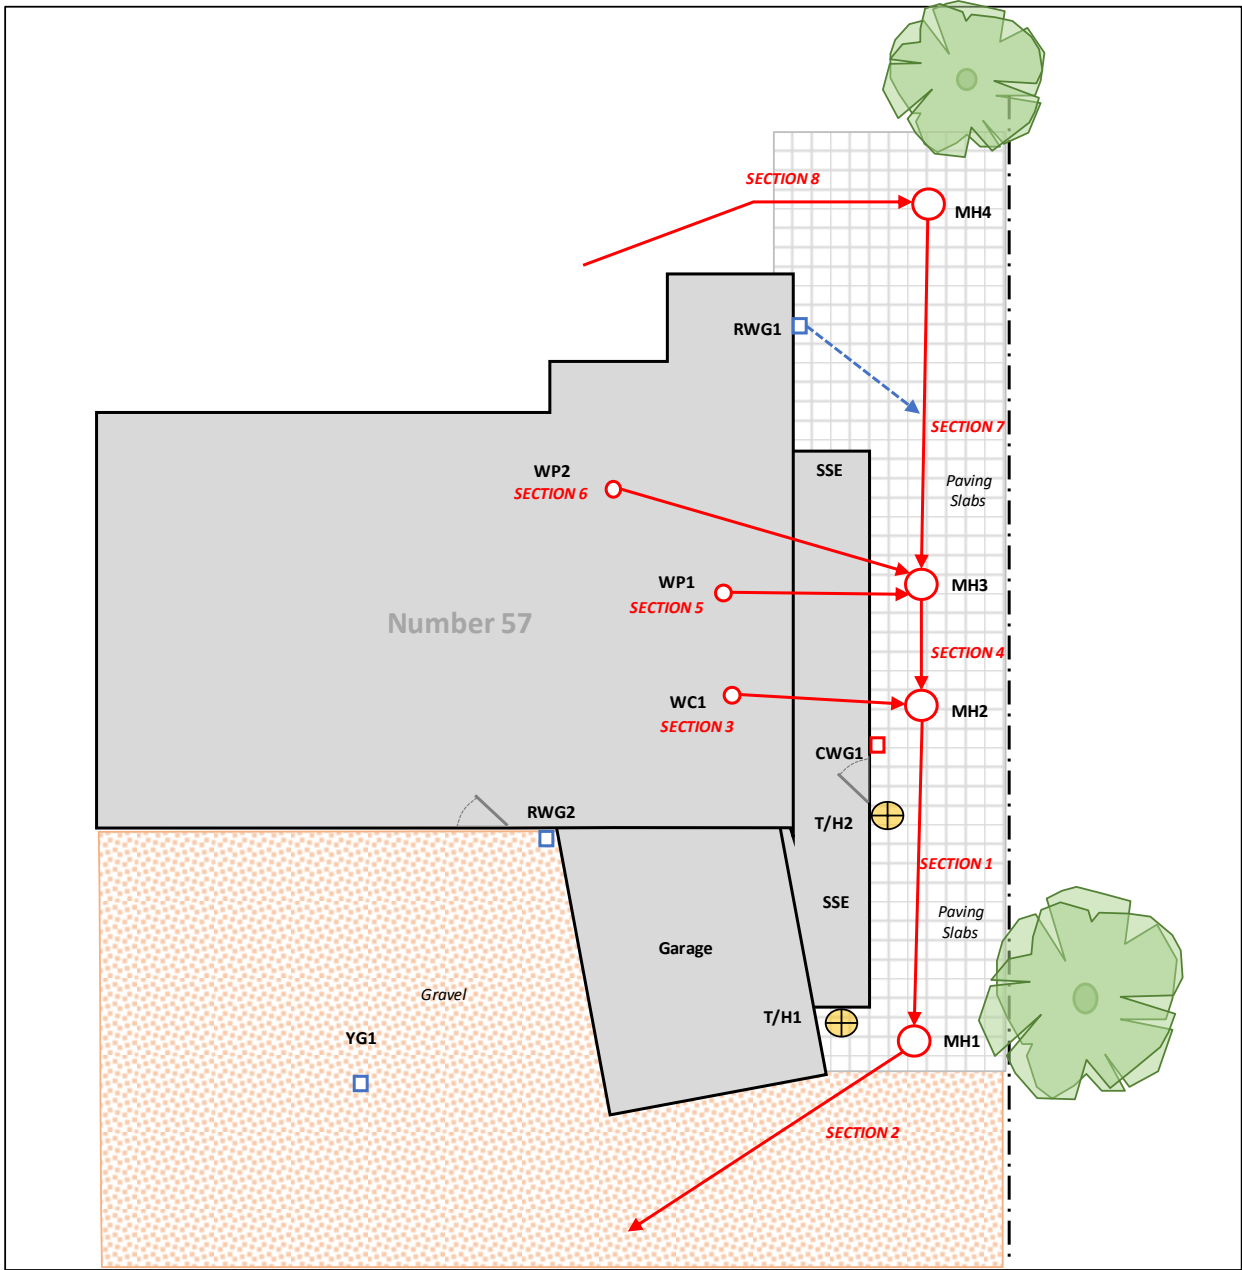 SECTION 8
MH4
RWG1
SECTION 7
WP2
SECTION 6
SSE
Paving
Slabs
WP1
SECTION 5
MH3
Number 57
SECTION 4
WC1
SECTION 3
MH2
CWG1
RWG2
T/H2
SECTION 1
SSE
Paving
Slabs
Garage
Gravel
T/H1
YG1
MH1
SECTION 2